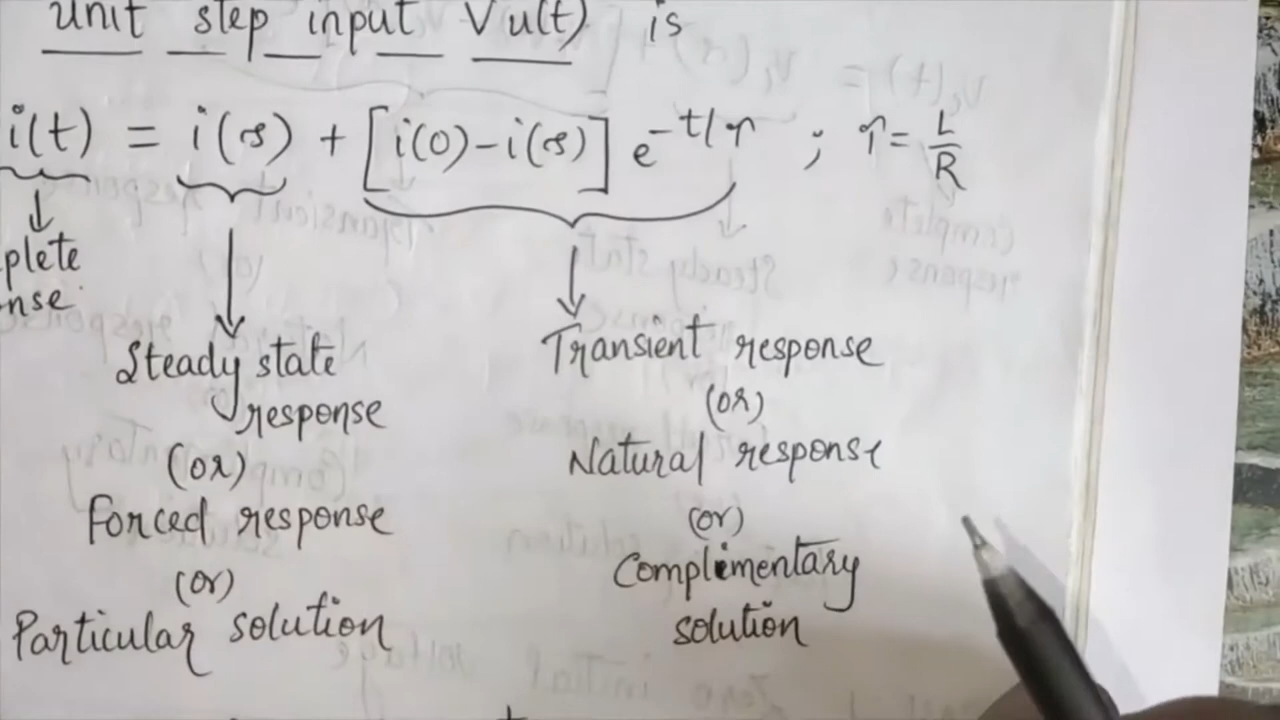 unit step input Vu(t) is
i(t) = i(∞) + [i(0)-i(∞)] e^-t/τ ; τ = L/R
plete
nse
Steady state
response
(or)
Forced response
(or)
Particular solution
Transient response
(or)
Natural response
(or)
Complimentary
solution